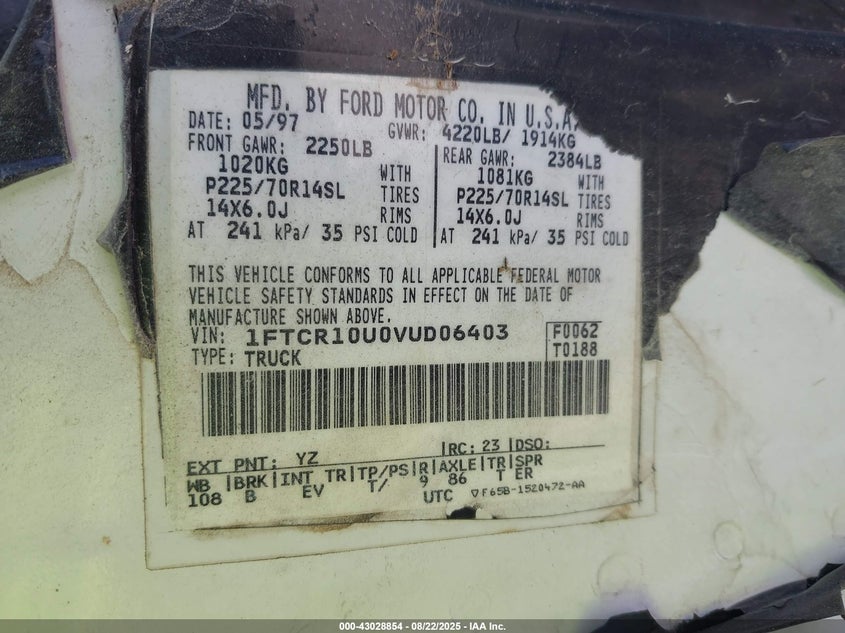 MFD. BY FORD MOTOR CO. IN U.S.A.
DATE: 05/97 GVWR: 4220LB/ 1914KG
FRONT GAWR: 2250LB REAR GAWR: 2384LB
1020KG WITH 1081KG WITH
P225/70R14SL TIRES P225/70R14SL TIRES
14X6.0J RIMS 14X6.0J RIMS
AT 241 kPa/ 35 PSI COLD AT 241 kPa/ 35 PSI COLD
THIS VEHICLE CONFORMS TO ALL APPLICABLE FEDERAL MOTOR
VEHICLE SAFETY STANDARDS IN EFFECT ON THE DATE OF
MANUFACTURE SHOWN ABOVE.
VIN: 1FTCR10U0VUD06403 F0062
TYPE: TRUCK T0188
EXT PNT: YZ RC: 23 DSO:
WB BRK INT TR TP/PS R AXLE TR SPR
108 B EV T/ 9 86 T ER
UTC ▽F65B-1520472-AA
000-43028854 - 08/22/2025 - IAA Inc.